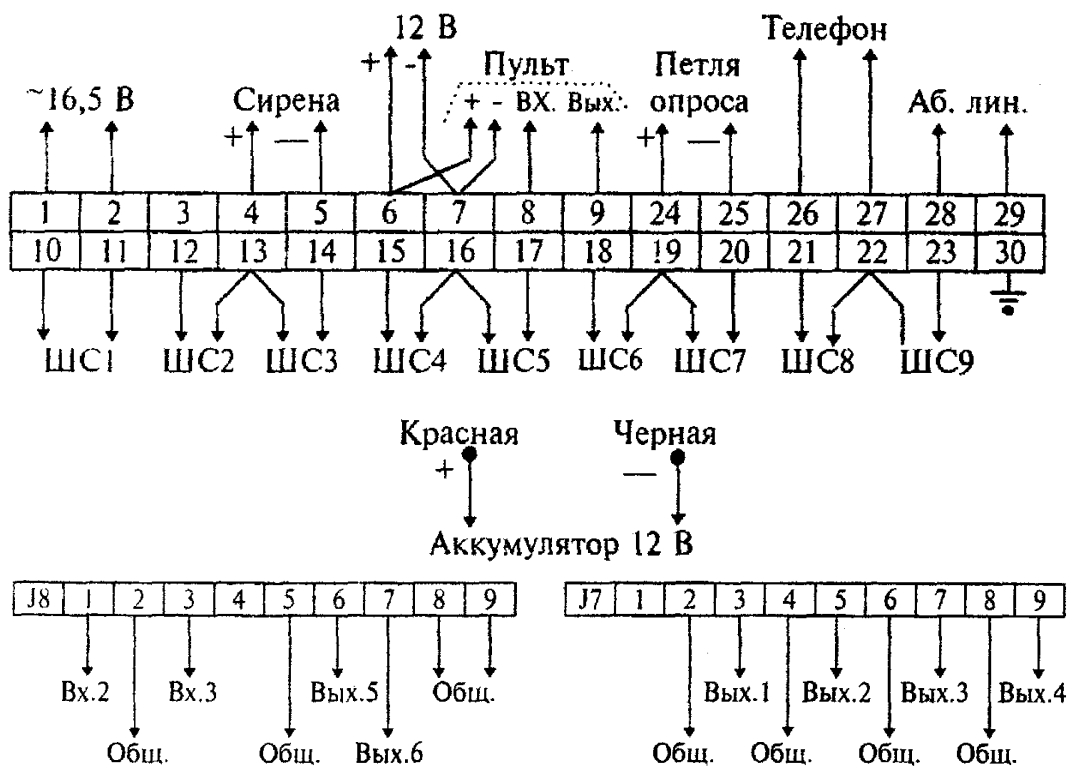 12 В
Телефон
+ -
Пульт
Петля
~16,5 В
Сирена
+ - ВХ. Вых.
опроса
Аб. лин.
+ —
+ —
1 2 3 4 5 6 7 8 9 24 25 26 27 28 29
10 11 12 13 14 15 16 17 18 19 20 21 22 23 30
ШС1 ШС2 ШС3 ШС4 ШС5 ШС6 ШС7 ШС8 ШС9
Красная Черная
+ —
Аккумулятор 12 В
J8 1 2 3 4 5 6 7 8 9
J7 1 2 3 4 5 6 7 8 9
Вх.2 Вх.3 Вых.5 Общ.
Вых.1 Вых.2 Вых.3 Вых.4
Общ. Общ. Вых.6
Общ. Общ. Общ. Общ.